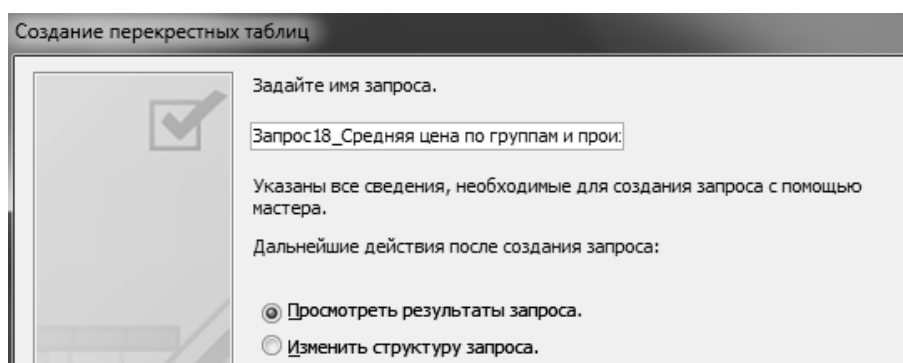 Создание перекрестных таблиц
Задайте имя запроса.
Запрос18_Средняя цена по группам и прои
Указаны все сведения, необходимые для создания запроса с помощью
мастера.
Дальнейшие действия после создания запроса:
Просмотреть результаты запроса.
Изменить структуру запроса.